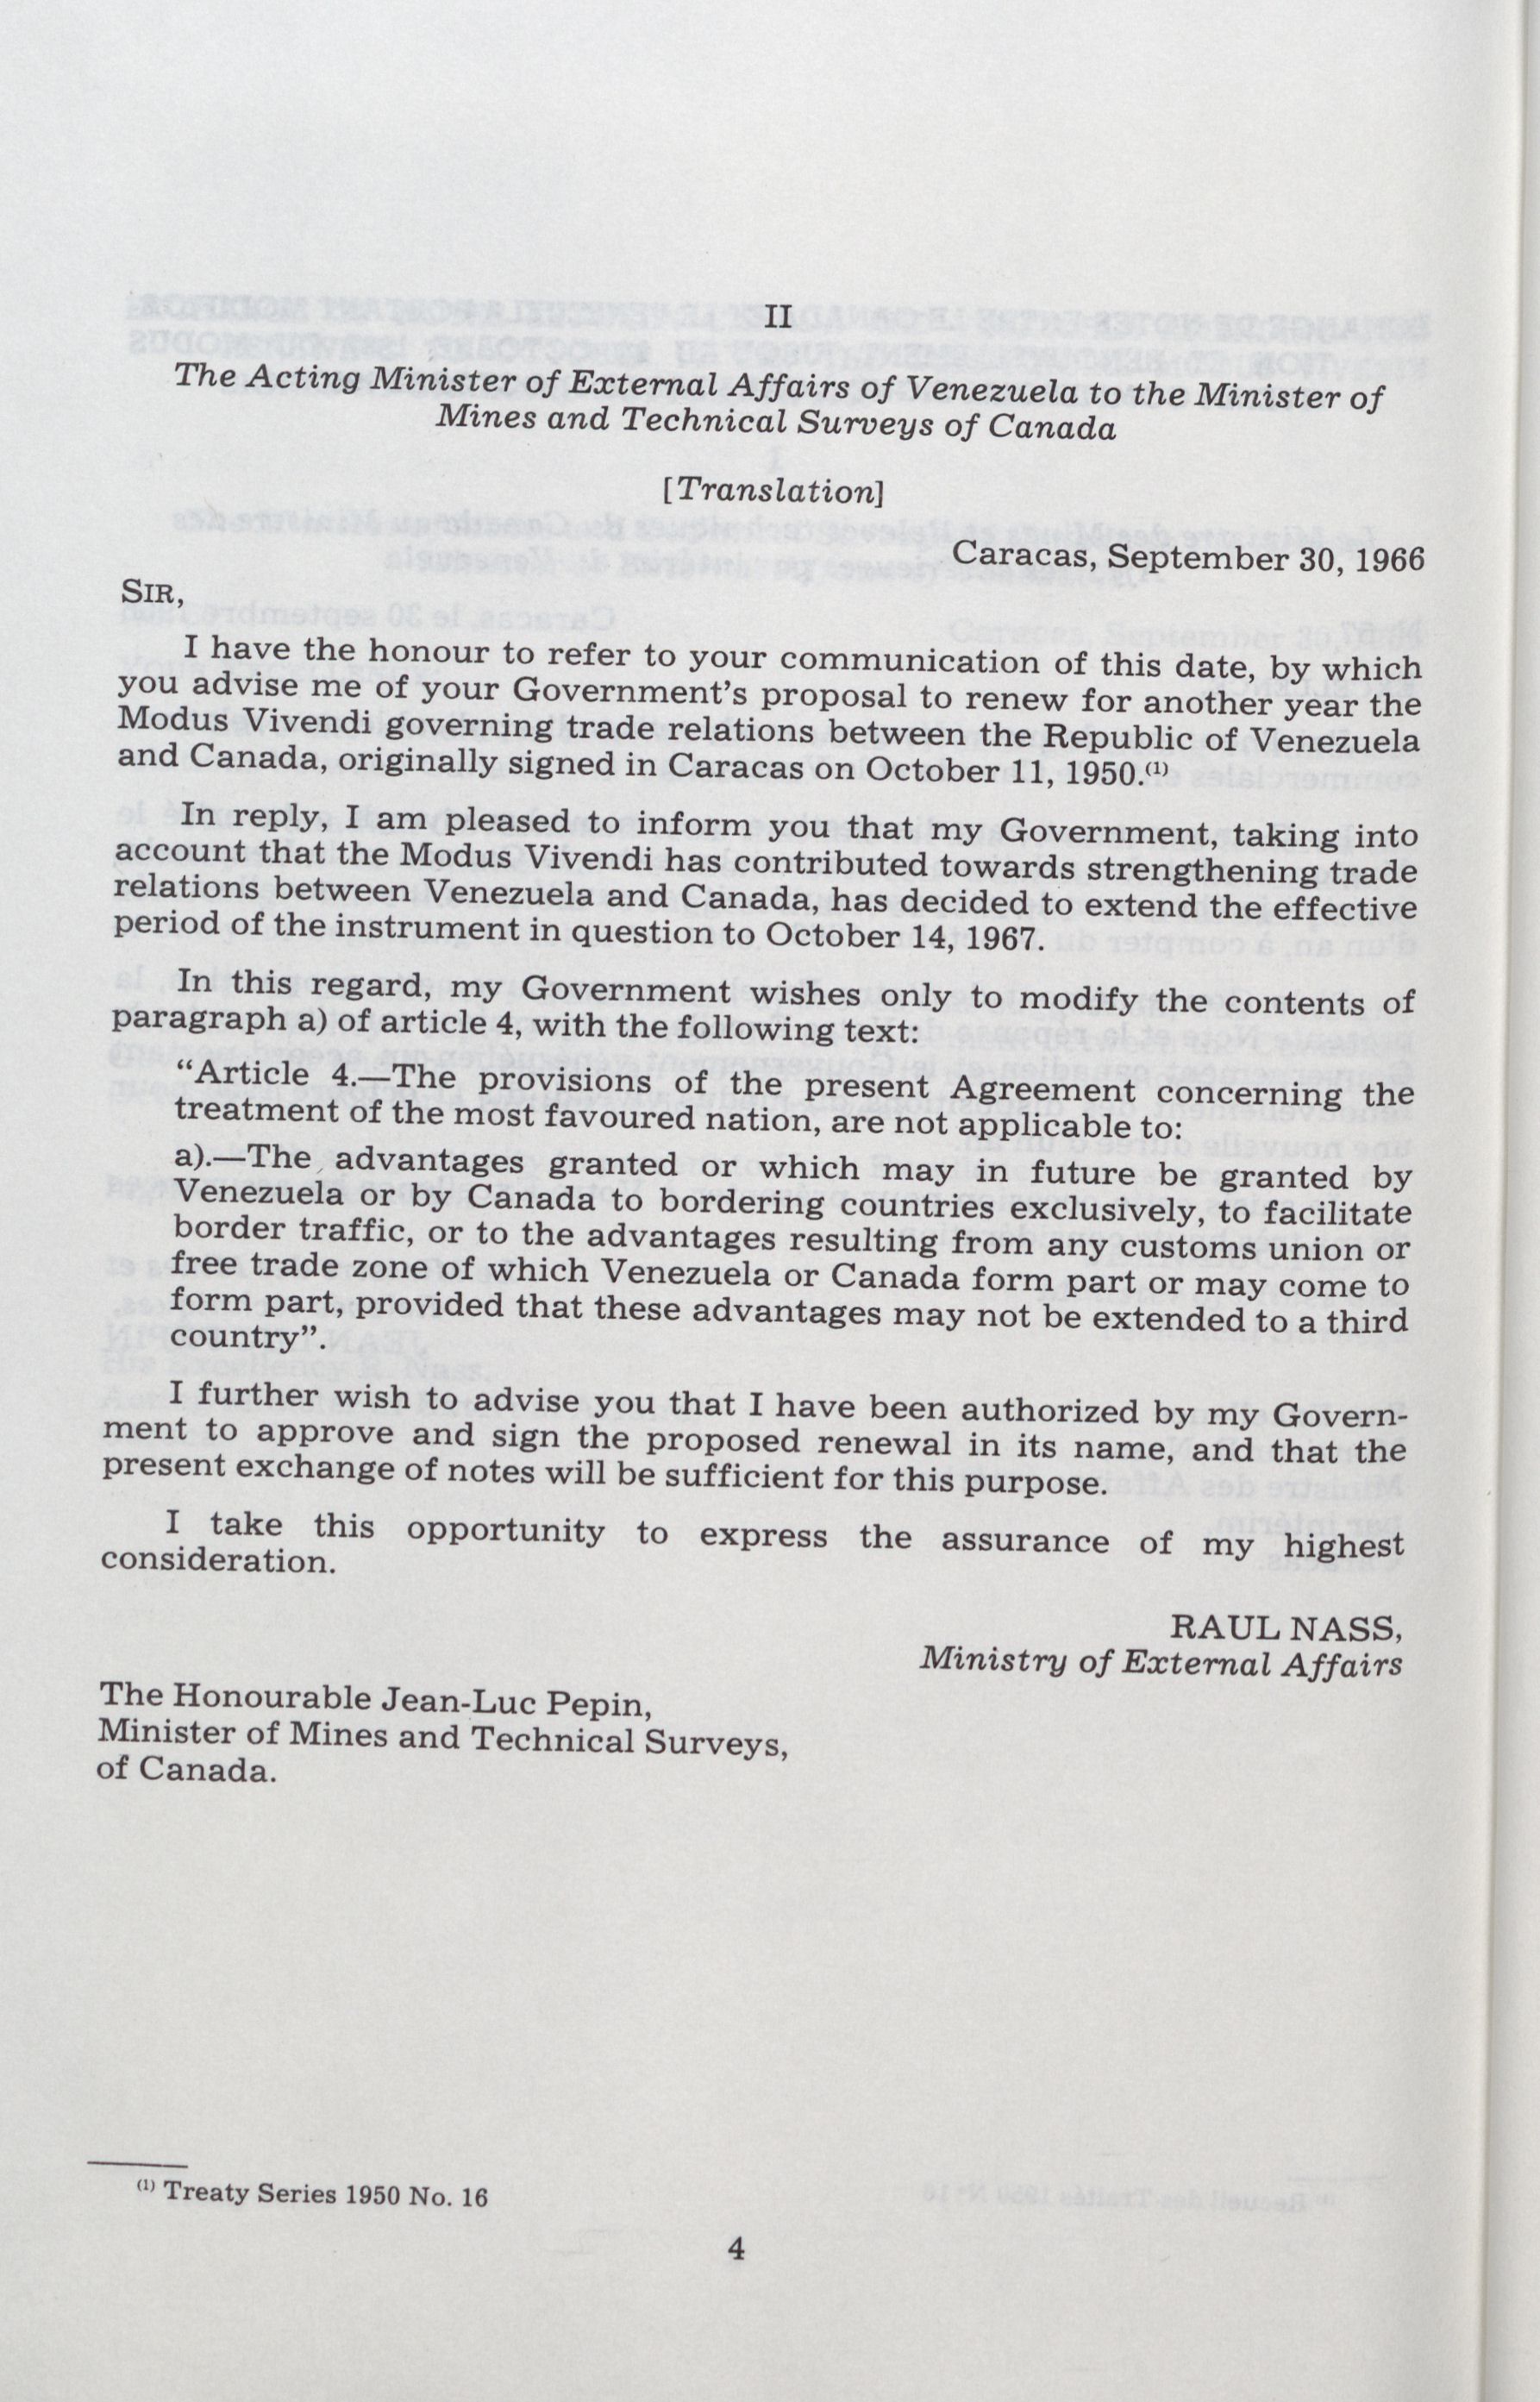 II
The Acting Minister of External Affairs of Venezuela to the Minister of
Mines and Technical Surveys of Canada
[Translation]
Caracas, September 30, 1966
SIR,
I have the honour to refer to your communication of this date, by which
you advise me of your Government's proposal to renew for another year the
Modus Vivendi governing trade relations between the Republic of Venezuela
and Canada, originally signed in Caracas on October 11, 1950.(1)
In reply, I am pleased to inform you that my Government, taking into
account that the Modus Vivendi has contributed towards strengthening trade
relations between Venezuela and Canada, has decided to extend the effective
period of the instrument in question to October 14, 1967.
In this regard, my Government wishes only to modify the contents of
paragraph a) of article 4, with the following text:
“Article 4.—The provisions of the present Agreement concerning the
treatment of the most favoured nation, are not applicable to:
a).—The advantages granted or which may in future be granted by
Venezuela or by Canada to bordering countries exclusively, to facilitate
border traffic, or to the advantages resulting from any customs union or
free trade zone of which Venezuela or Canada form part or may come to
form part, provided that these advantages may not be extended to a third
country”.
I further wish to advise you that I have been authorized by my Govern-
ment to approve and sign the proposed renewal in its name, and that the
present exchange of notes will be sufficient for this purpose.
I take this opportunity to express the assurance of my highest
consideration.
RAUL NASS,
Ministry of External Affairs
The Honourable Jean-Luc Pepin,
Minister of Mines and Technical Surveys,
of Canada.
(1) Treaty Series 1950 No. 16
4